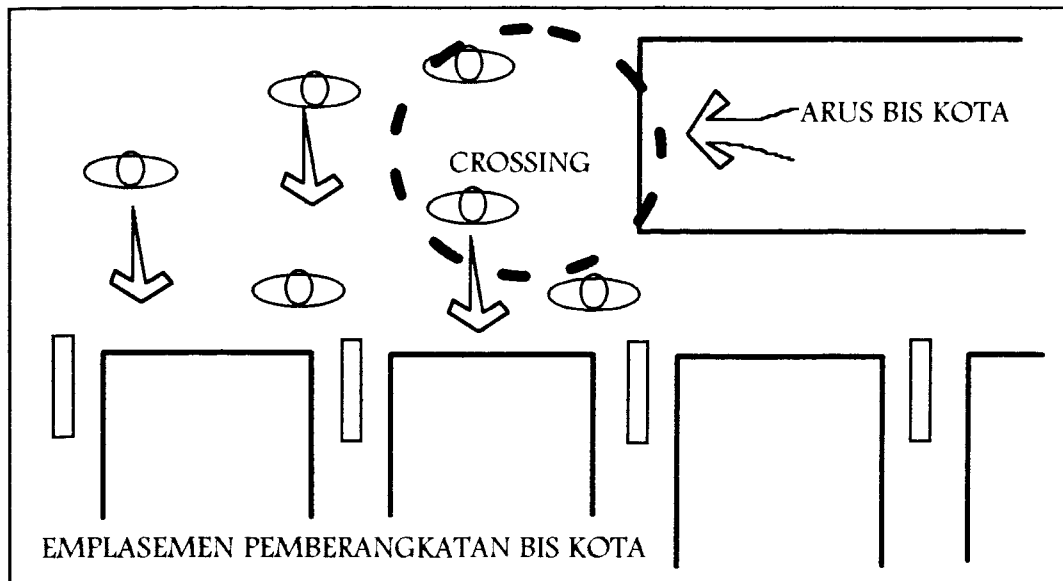 ARUS BIS KOTA
CROSSING
EMPLASEMEN PEMBERANGKATAN BIS KOTA